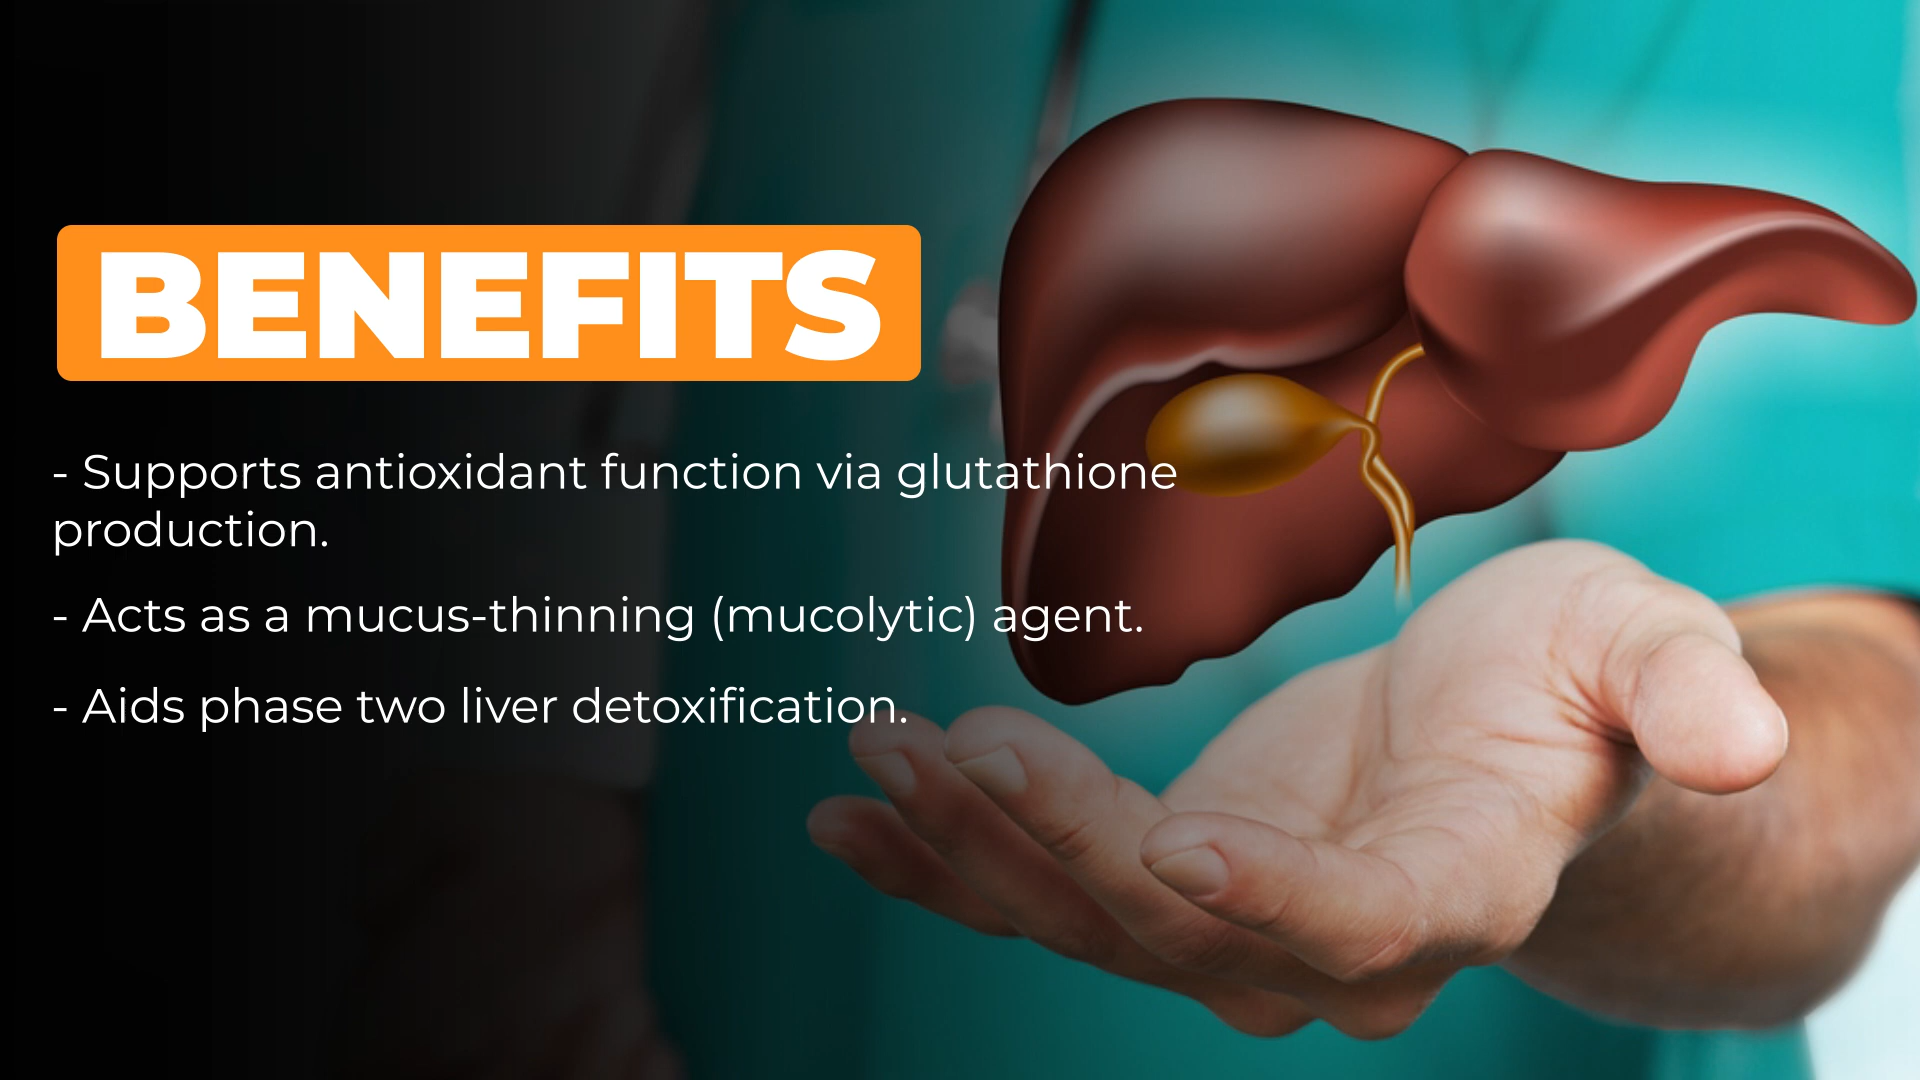 BENEFITS
- Supports antioxidant function via glutathione
production.
- Acts as a mucus-thinning (mucolytic) agent.
- Aids phase two liver detoxification.